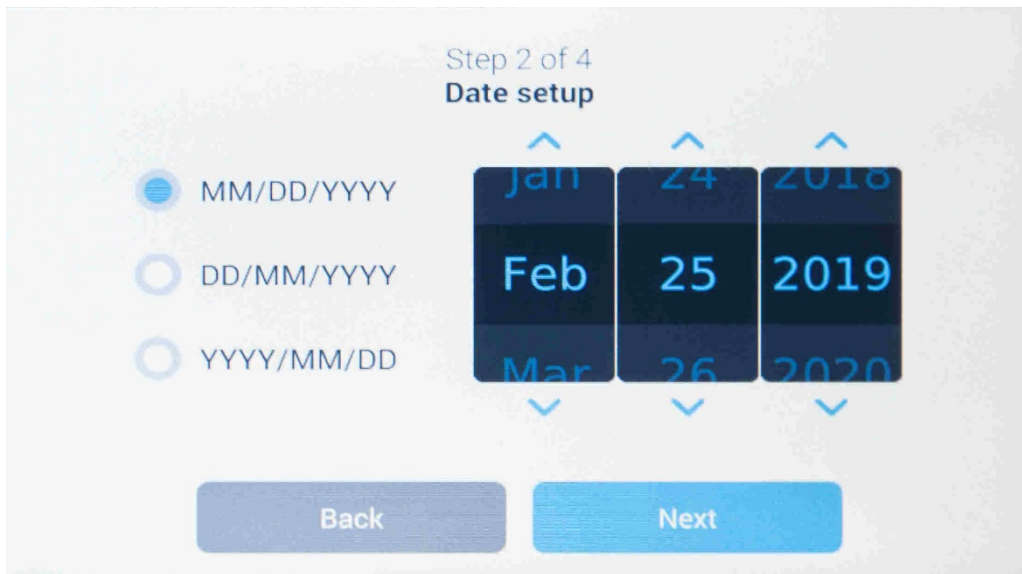 Step 2 of 4
Date setup
MM/DD/YYYY
DD/MM/YYYY
YYYY/MM/DD
Jan 24 2018
Feb 25 2019
Mar 26 2020
Back Next